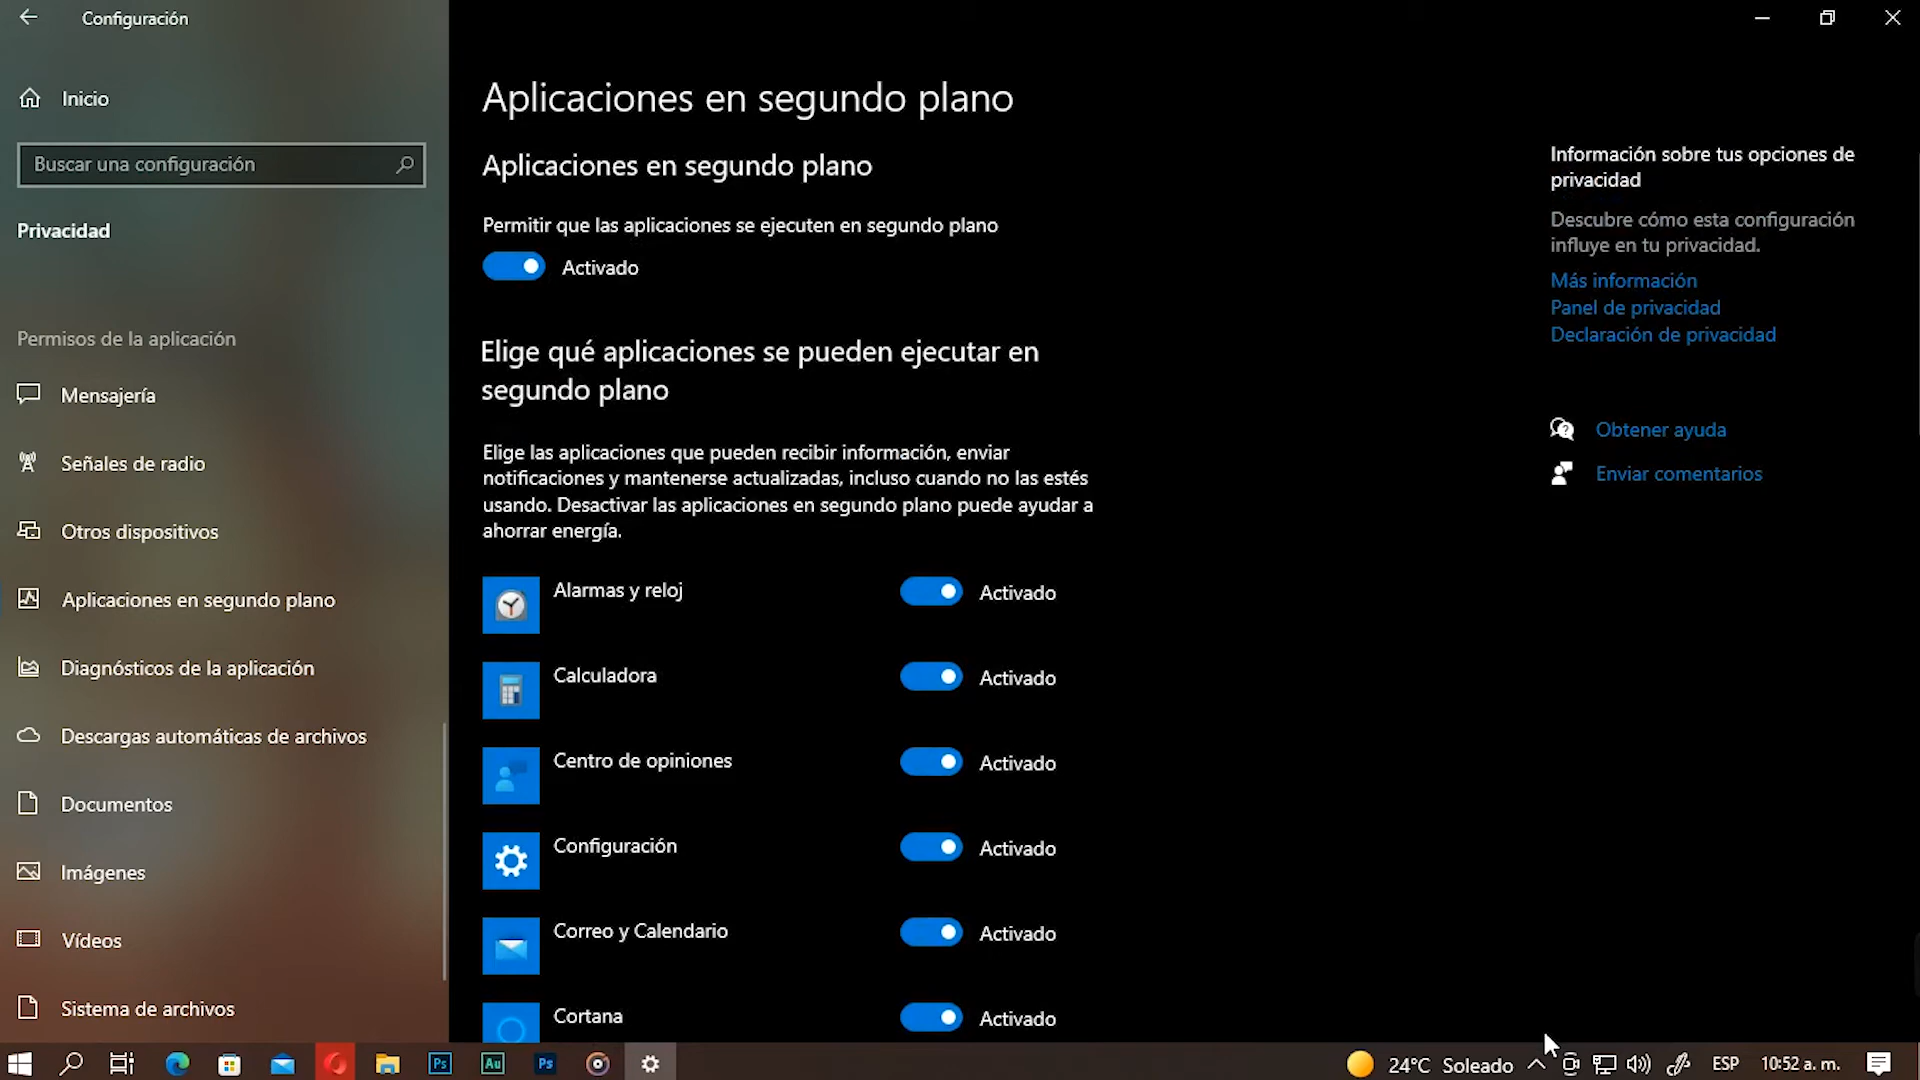 Configuración
Inicio
Buscar una configuración
Privacidad
Permisos de la aplicación
Mensajería
Señales de radio
Otros dispositivos
Aplicaciones en segundo plano
Diagnósticos de la aplicación
Descargas automáticas de archivos
Documentos
Imágenes
Vídeos
Sistema de archivos
Aplicaciones en segundo plano
Aplicaciones en segundo plano
Permitir que las aplicaciones se ejecuten en segundo plano
Activado
Elige qué aplicaciones se pueden ejecutar en
segundo plano
Elige las aplicaciones que pueden recibir información, enviar
notificaciones y mantenerse actualizadas, incluso cuando no las estés
usando. Desactivar las aplicaciones en segundo plano puede ayudar a
ahorrar energía.
Alarmas y reloj Activado
Calculadora Activado
Centro de opiniones Activado
Configuración Activado
Correo y Calendario Activado
Cortana Activado
Información sobre tus opciones de
privacidad
Descubre cómo esta configuración
influye en tu privacidad.
Más información
Panel de privacidad
Declaración de privacidad
Obtener ayuda
Enviar comentarios
Ps Au Ps 24°C Soleado ESP 10:52 a. m.